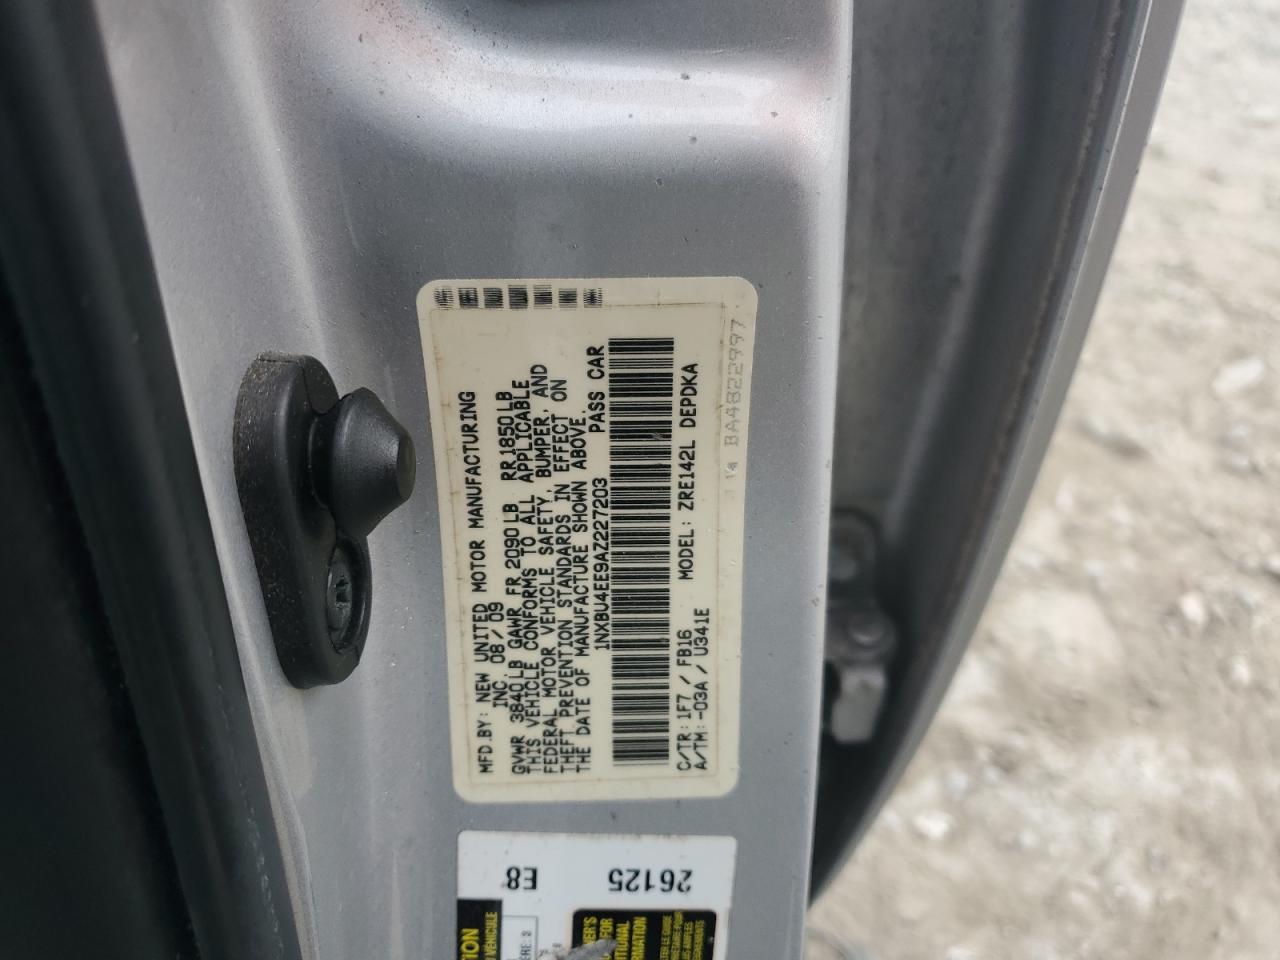 MFD.BY: NEW UNITED MOTOR MANUFACTURING
INC. 08/09
GVWR 3840LB GAWR FR 2090LB RR1850LB
THIS VEHICLE CONFORMS TO ALL APPLICABLE
FEDERAL MOTOR VEHICLE SAFETY, BUMPER, AND
THEFT PREVENTION STANDARDS IN EFFECT ON
THE DATE OF MANUFACTURE SHOWN ABOVE.
1NXBU4EE9AZ227203 PASS CAR
C/TR: 1F7 / FB16 MODEL: ZRE142L DEPDKA
A/TM: -03A / U341E
BA4822997
E8
26125